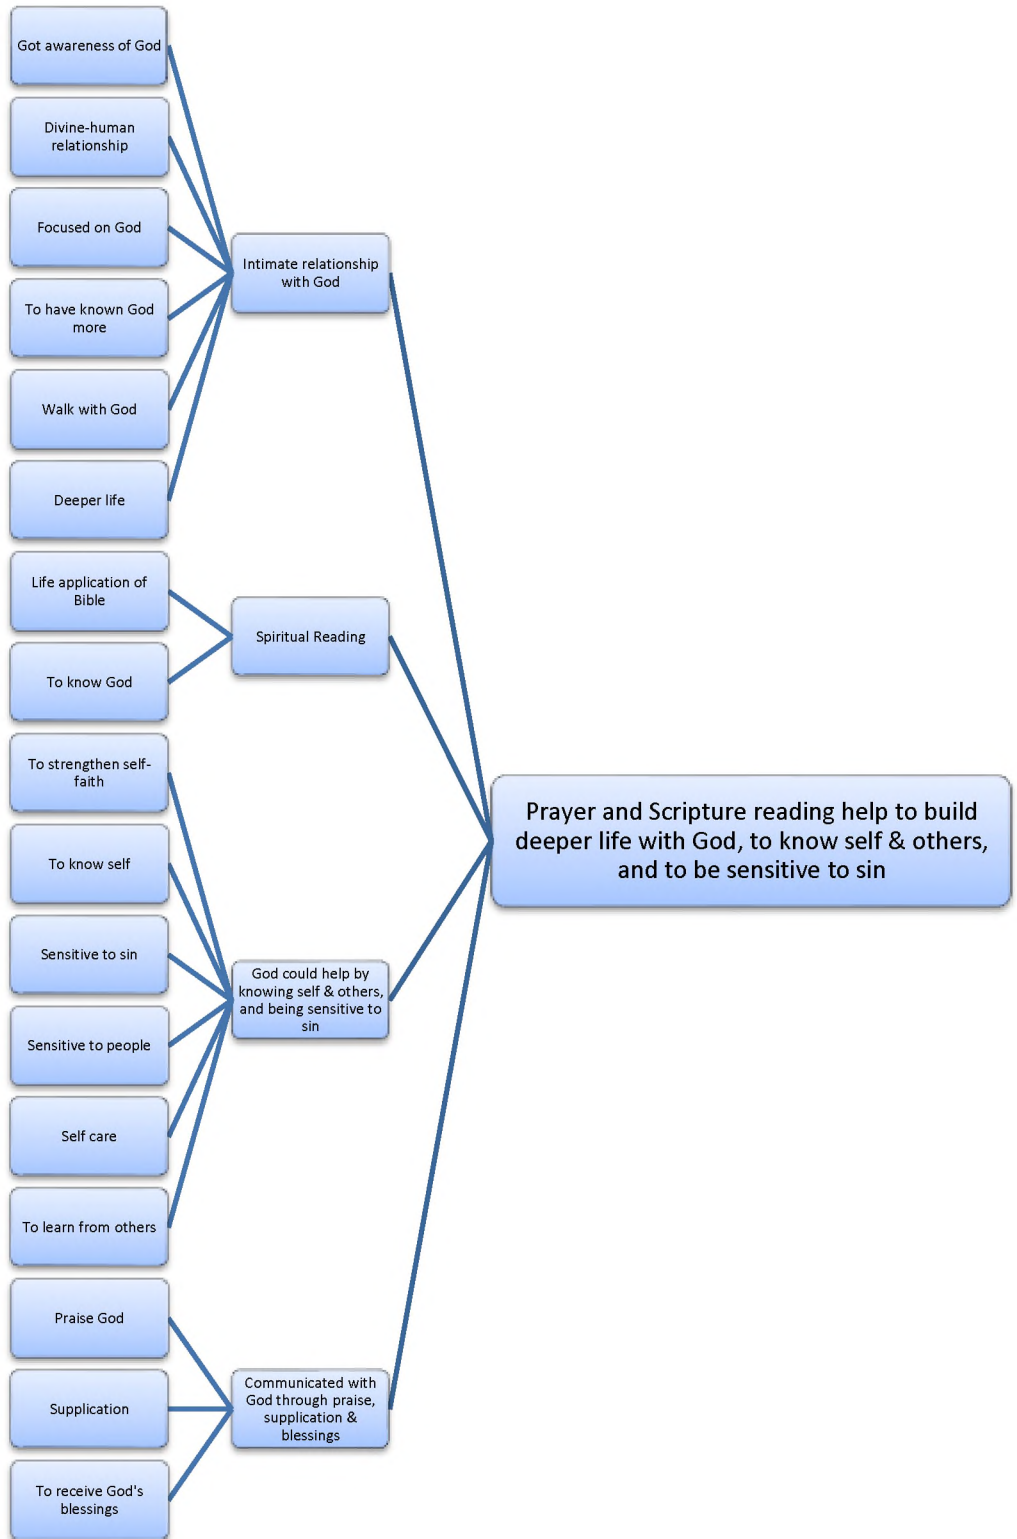 Got awareness of God
Divine-human
relationship
Focused on God
To have known God
more
Walk with God
Deeper life
Life application of
Bible
To know God
To strengthen self-
faith
To know self
Sensitive to sin
Sensitive to people
Self care
To learn from others
Praise God
Supplication
To receive God's
blessings
Intimate relationship
with God
Spiritual Reading
God could help by
knowing self & others,
and being sensitive to
sin
Communicated with
God through praise,
supplication &
blessings
Prayer and Scripture reading help to build
deeper life with God, to know self & others,
and to be sensitive to sin